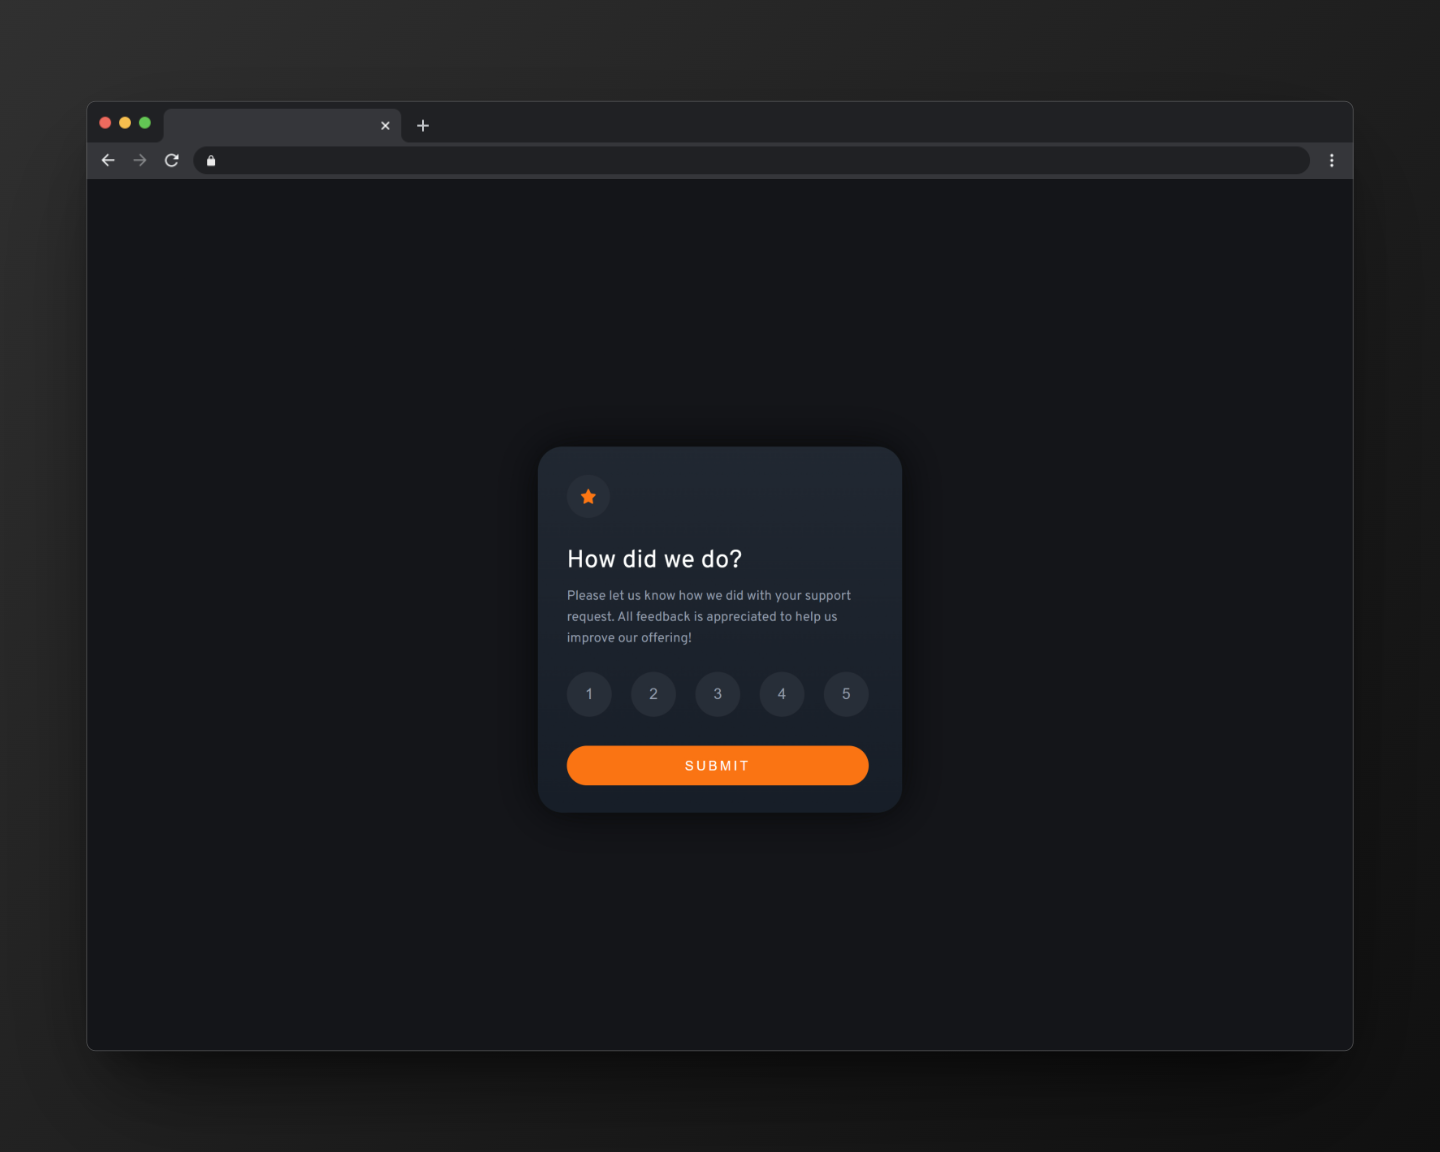 How did we do?
Please let us know how we did with your support
request. All feedback is appreciated to help us
improve our offering!
1 2 3 4 5
SUBMIT